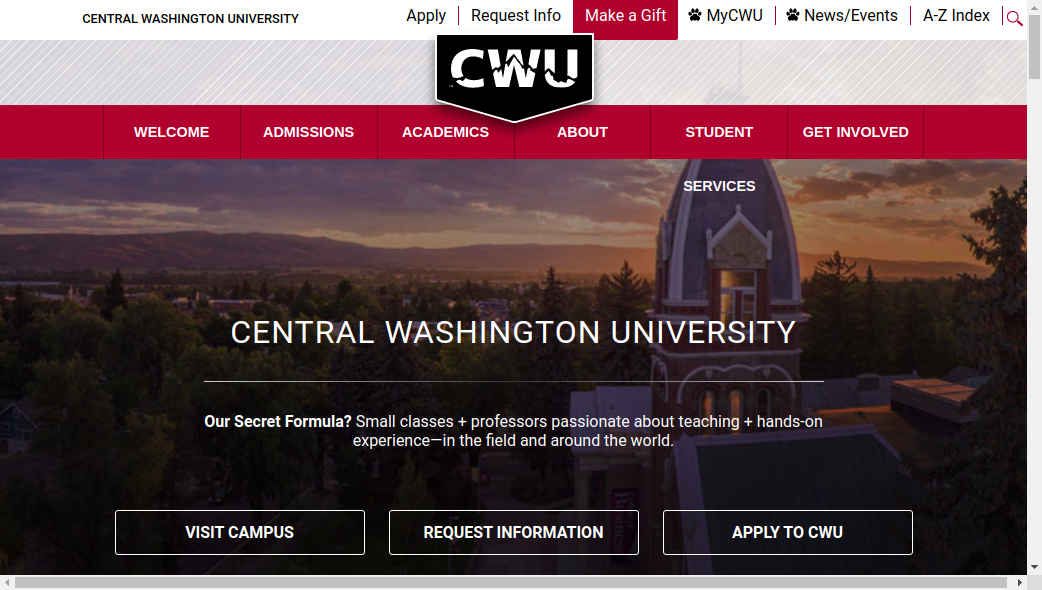 CENTRAL WASHINGTON UNIVERSITY
Apply
Request Info
Make a Gift
MyCWU
News/Events
A-Z Index
CWU
WELCOME
ADMISSIONS
ACADEMICS
ABOUT
STUDENT
SERVICES
GET INVOLVED
CENTRAL WASHINGTON UNIVERSITY
Our Secret Formula? Small classes + professors passionate about teaching + hands-on
experience—in the field and around the world.
VISIT CAMPUS
REQUEST INFORMATION
APPLY TO CWU